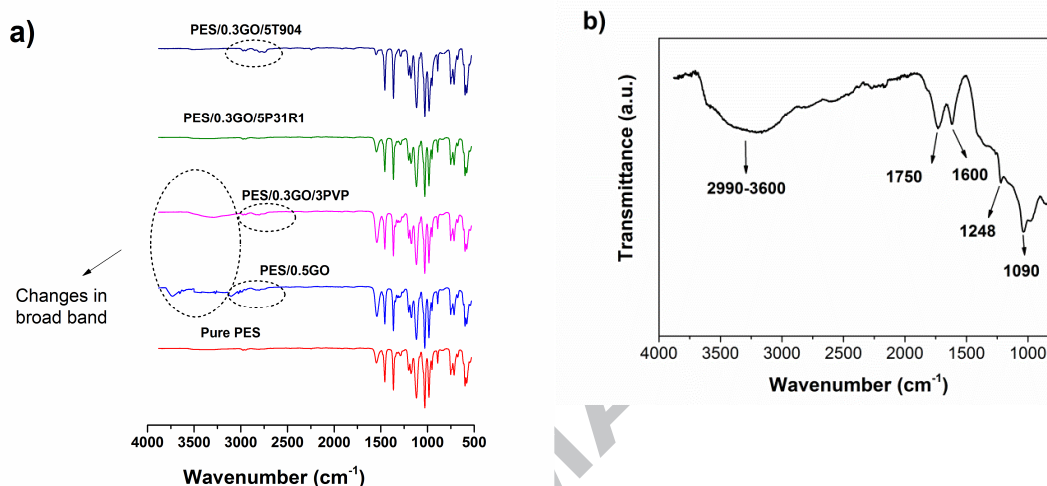 a)
PES/0.3GO/5T904
PES/0.3GO/5P31R1
PES/0.3GO/3PVP
PES/0.5GO
Pure PES
Changes in
broad band
4000 3500 3000 2500 2000 1500 1000 500
Wavenumber (cm-1)
b)
Transmittance (a.u.)
2990-3600
1750
1600
1248
1090
4000 3500 3000 2500 2000 1500 1000
Wavenumber (cm-1)